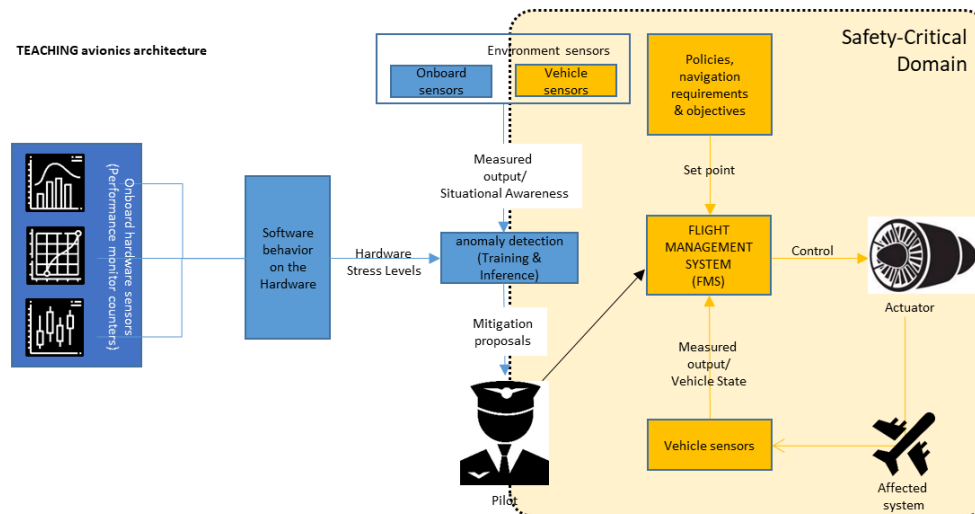 TEACHING avionics architecture
Safety-Critical
Domain
Environment sensors
Onboard
sensors
Vehicle
sensors
Policies,
navigation
requirements
& objectives
Onboard hardware sensors
(Performance monitor counters)
Measured
output/
Situational Awareness
Set point
Software
behavior
on the
Hardware
Hardware
Stress Levels
anomaly detection
(Training &
Inference)
FLIGHT
MANAGEMENT
SYSTEM
(FMS)
Control
Actuator
Mitigation
proposals
Measured
output/
Vehicle State
Vehicle sensors
Pilot
Affected
system